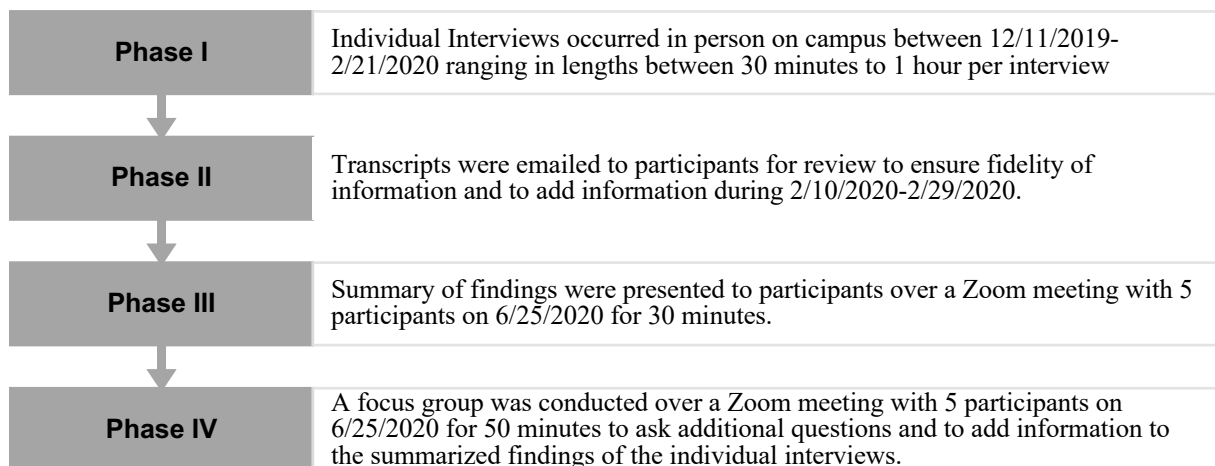 Phase I
Individual Interviews occurred in person on campus between 12/11/2019-
2/21/2020 ranging in lengths between 30 minutes to 1 hour per interview
Phase II
Transcripts were emailed to participants for review to ensure fidelity of
information and to add information during 2/10/2020-2/29/2020.
Phase III
Summary of findings were presented to participants over a Zoom meeting with 5
participants on 6/25/2020 for 30 minutes.
Phase IV
A focus group was conducted over a Zoom meeting with 5 participants on
6/25/2020 for 50 minutes to ask additional questions and to add information to
the summarized findings of the individual interviews.